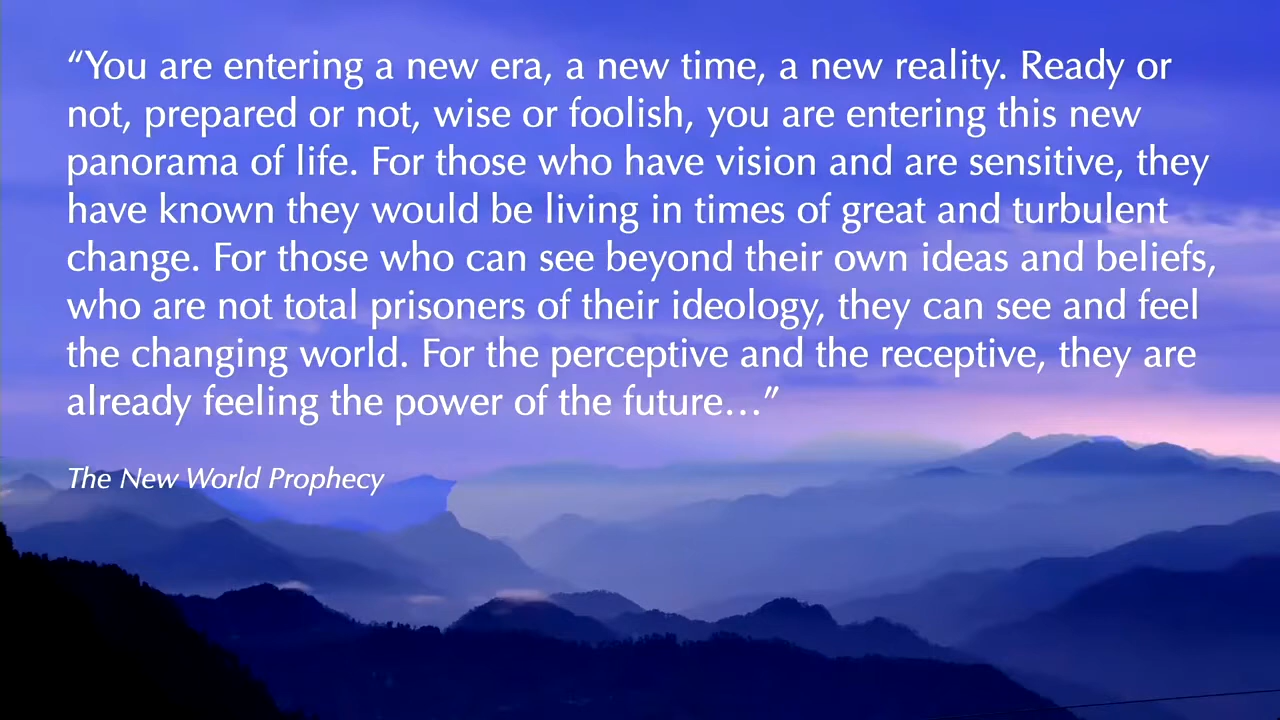 “You are entering a new era, a new time, a new reality. Ready or
not, prepared or not, wise or foolish, you are entering this new
panorama of life. For those who have vision and are sensitive, they
have known they would be living in times of great and turbulent
change. For those who can see beyond their own ideas and beliefs,
who are not total prisoners of their ideology, they can see and feel
the changing world. For the perceptive and the receptive, they are
already feeling the power of the future…”
The New World Prophecy